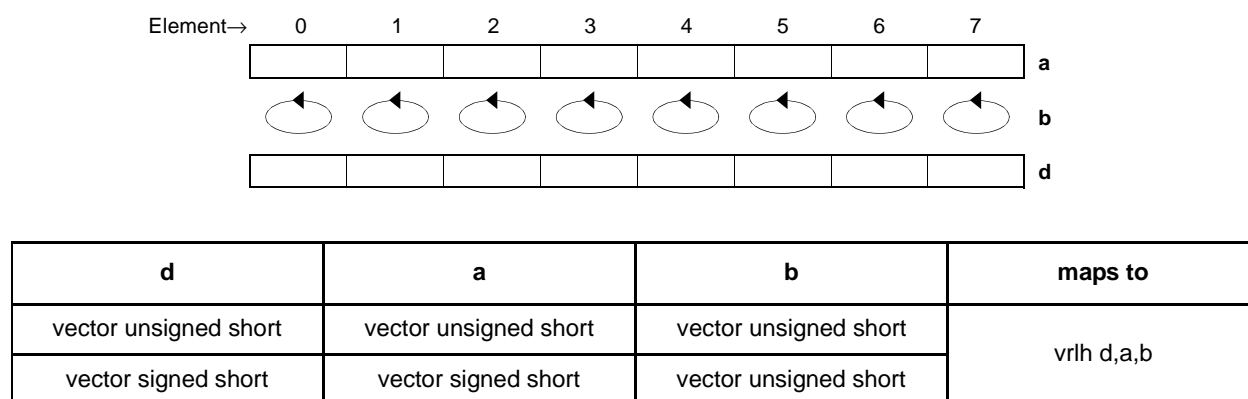 Element→ 0 1 2 3 4 5 6 7
a
b
d
d a b maps to
vector unsigned short vector unsigned short vector unsigned short vrlh d,a,b
vector signed short vector signed short vector unsigned short